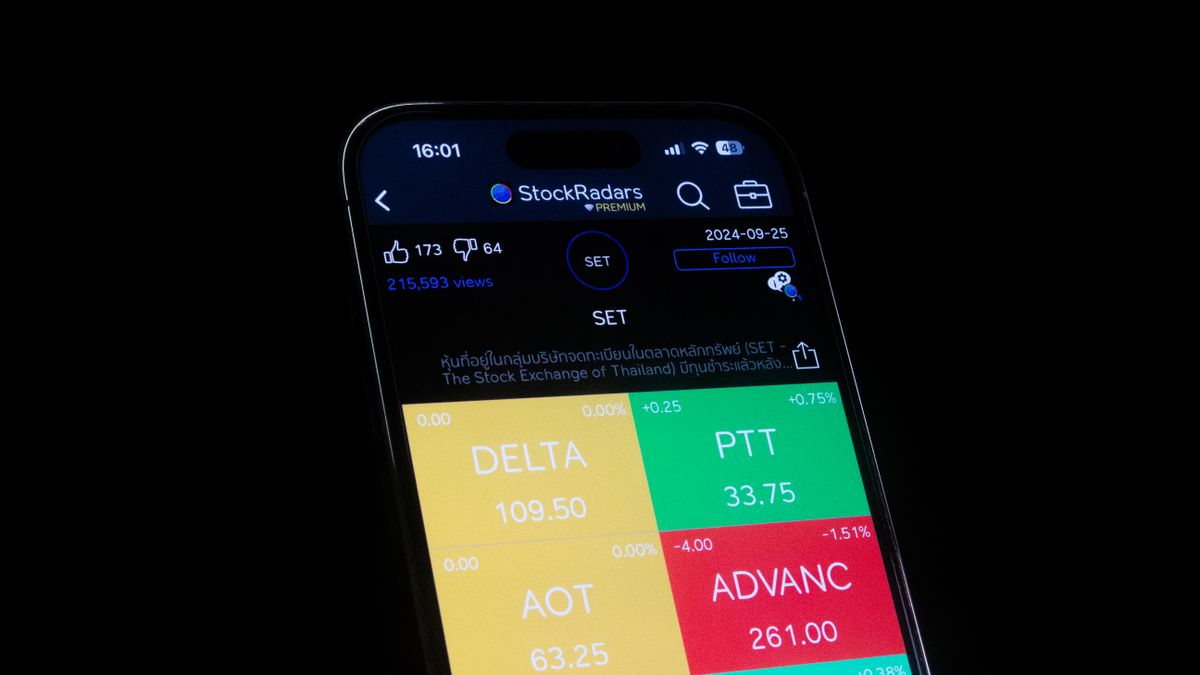 16:01
48
StockRadars
PREMIUM
173
64
215,593 views
SET
2024-09-25
Follow
SET
หุ้นที่อยู่ในกลุ่มบริษัทจดทะเบียนในตลาดหลักทรัพย์ (SET -
The Stock Exchange of Thailand) มีทุนชำระแล้วหลัง...
0.00
0.00%
DELTA
109.50
+0.25
+0.75%
PTT
33.75
0.00
0.00%
AOT
63.25
-4.00
-1.51%
ADVANC
261.00
+0.38%